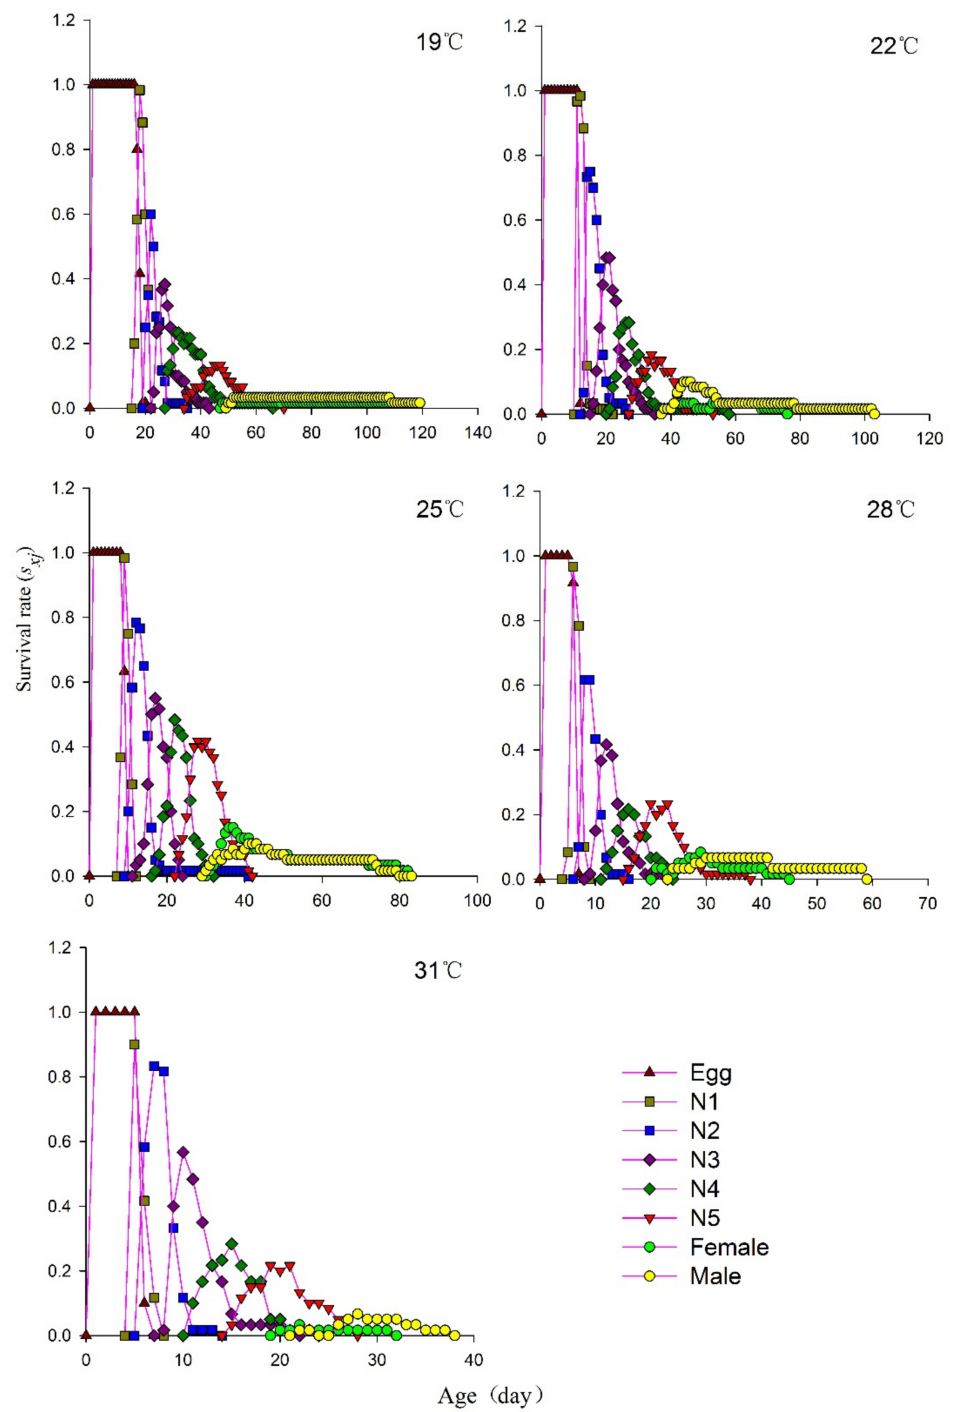 19℃
1.2
1.0
0.8
0.6
0.4
0.2
0.0
0 20 40 60 80 100 120 140
22℃
1.2
1.0
0.8
0.6
0.4
0.2
0.0
0 20 40 60 80 100 120
25℃
1.2
1.0
0.8
0.6
0.4
0.2
0.0
0 20 40 60 80 100
Survival rate (sxj)
28℃
1.2
1.0
0.8
0.6
0.4
0.2
0.0
0 10 20 30 40 50 60 70
31℃
1.2
1.0
0.8
0.6
0.4
0.2
0.0
0 10 20 30 40
Egg
N1
N2
N3
N4
N5
Female
Male
Age（day）